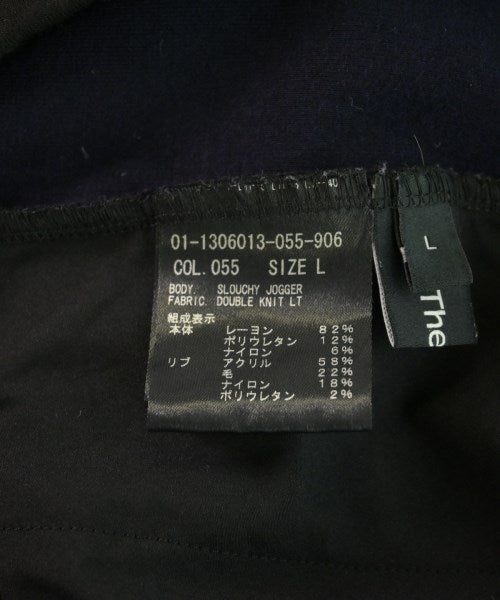 01-1306013-055-906
COL. 055 SIZE L
BODY. SLOUCHY JOGGER
FABRIC. DOUBLE KNIT LT
組成表示
本体 レーヨン 82%
ポリウレタン 12%
ナイロン 6%
リブ アクリル 58%
毛 22%
ナイロン 18%
ポリウレタン 2%
L
The